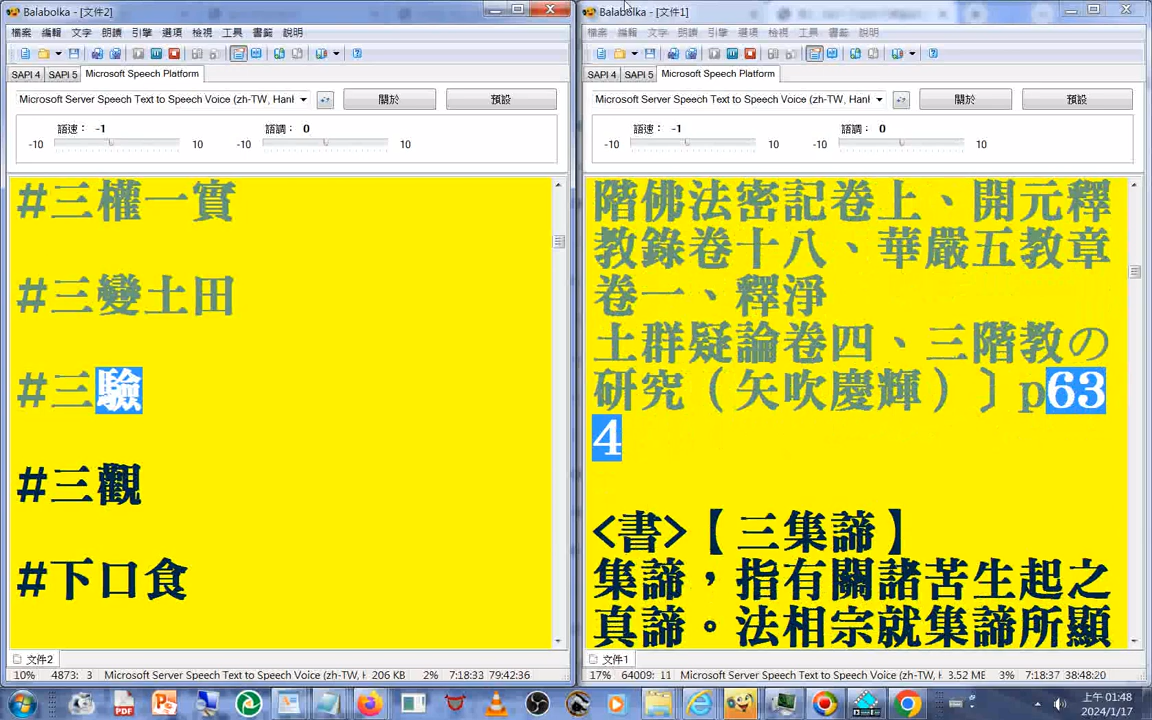 Balabolka - [文件2]
檔案 編輯 文字 朗讀 引擎 選項 檢視 工具 書籤 說明
SAPI 4 SAPI 5 Microsoft Speech Platform
Microsoft Server Speech Text to Speech Voice (zh-TW, Han
關於 預設
語速： -1 語調： 0
-10 10 -10 10
#三權一實
#三變土田
#三驗
#三觀
#下口食
文件2
10% 4873: 3 Microsoft Server Speech Text to Speech Voice (zh-TW, H 206 KB 2% 7:18:33 79:42:36
Balabolka - [文件1]
檔案 編輯 文字 朗讀 引擎 選項 檢視 工具 書籤 說明
SAPI 4 SAPI 5 Microsoft Speech Platform
Microsoft Server Speech Text to Speech Voice (zh-TW, Han
關於 預設
語速： -1 語調： 0
-10 10 -10 10
階佛法密記卷上、開元釋
教錄卷十八、華嚴五教章
卷一、釋淨
土群疑論卷四、三階教の
研究（矢吹慶輝）〕p63
4
<書>【三集諦】
集諦，指有關諸苦生起之
真諦。法相宗就集諦所顯
文件1
17% 64009: 11 Microsoft Server Speech Text to Speech Voice (zh-TW, H 3.52 ME 3% 7:18:37 38:48:20
PDF
上午 01:48
2024/1/17